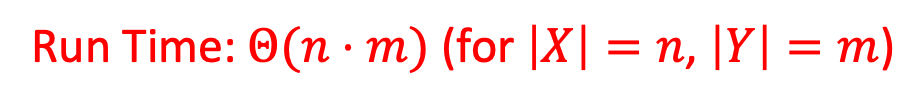 Run Time: Θ(n · m) (for |X| = n, |Y| = m)